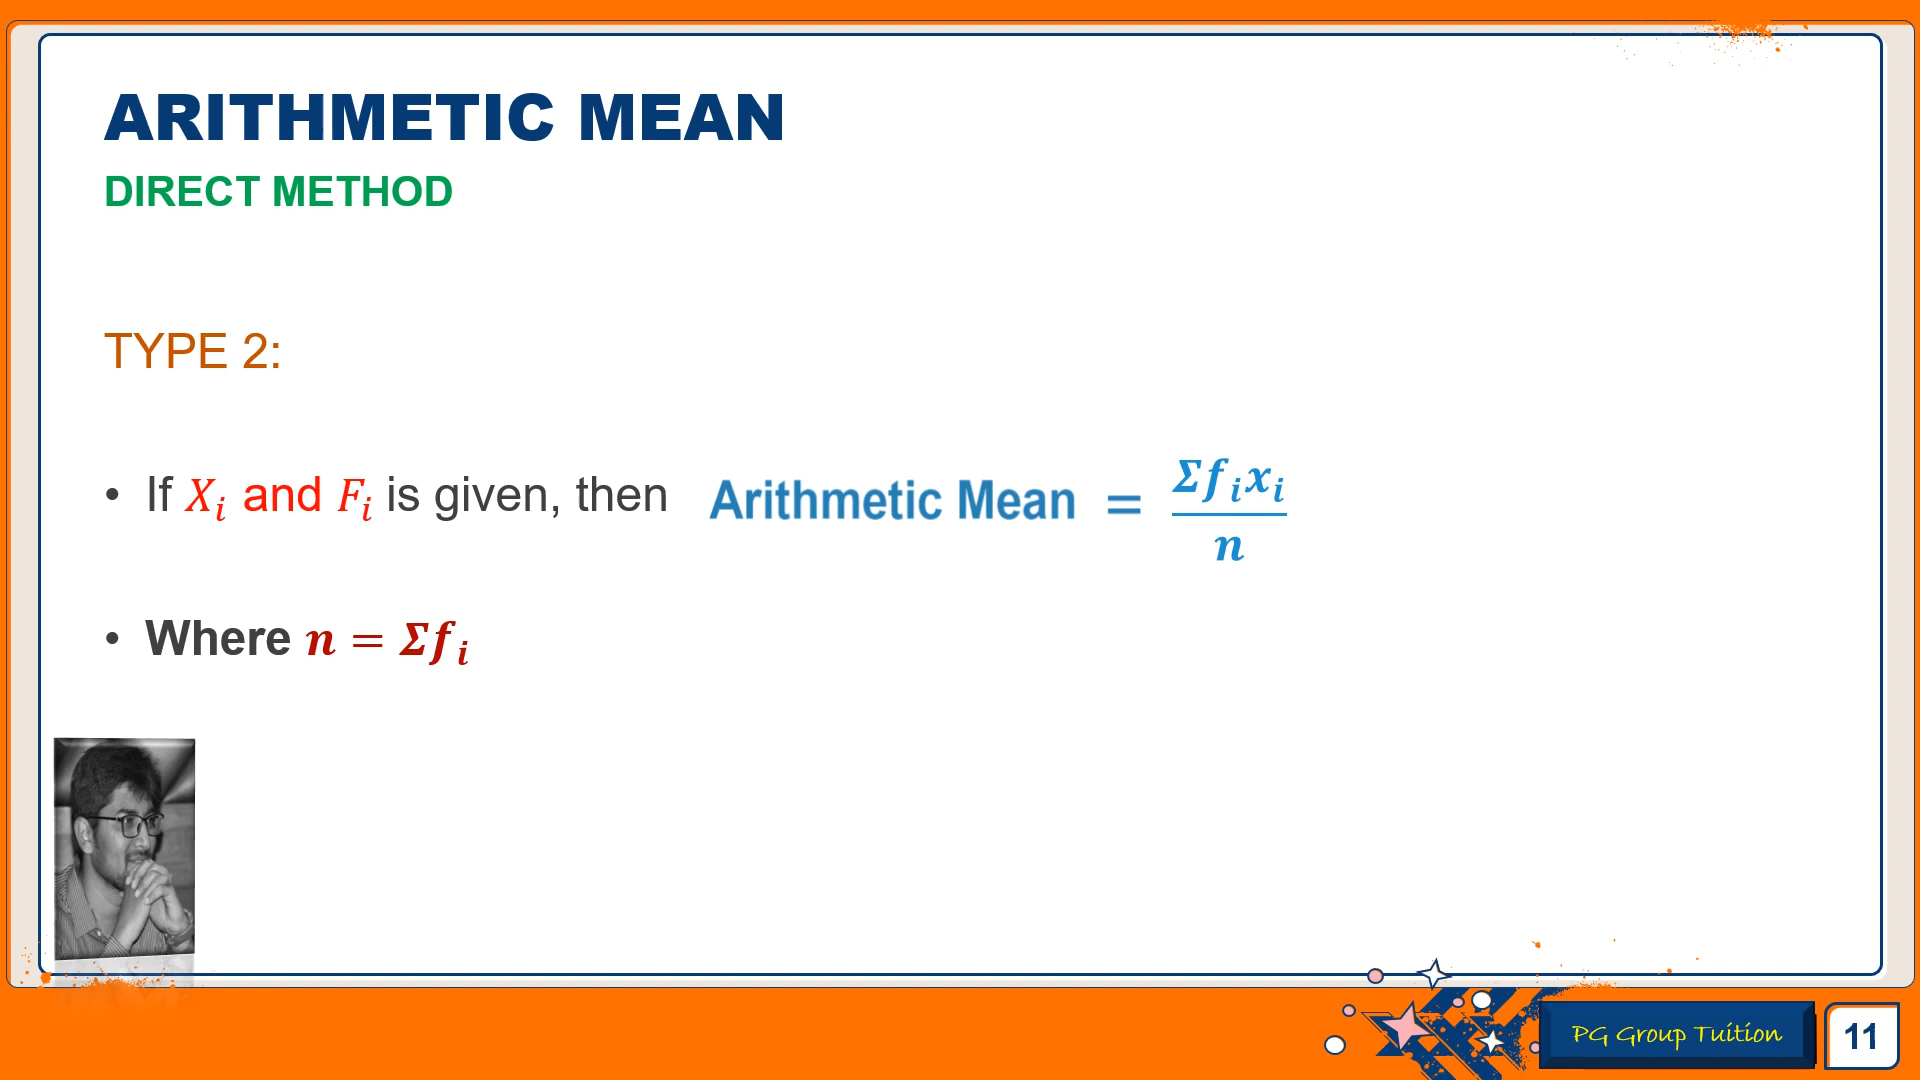 ARITHMETIC MEAN
DIRECT METHOD
TYPE 2:
• If Xᵢ and Fᵢ is given, then Arithmetic Mean = Σfᵢxᵢ / n
• Where n = Σfᵢ
PG Group Tuition
11